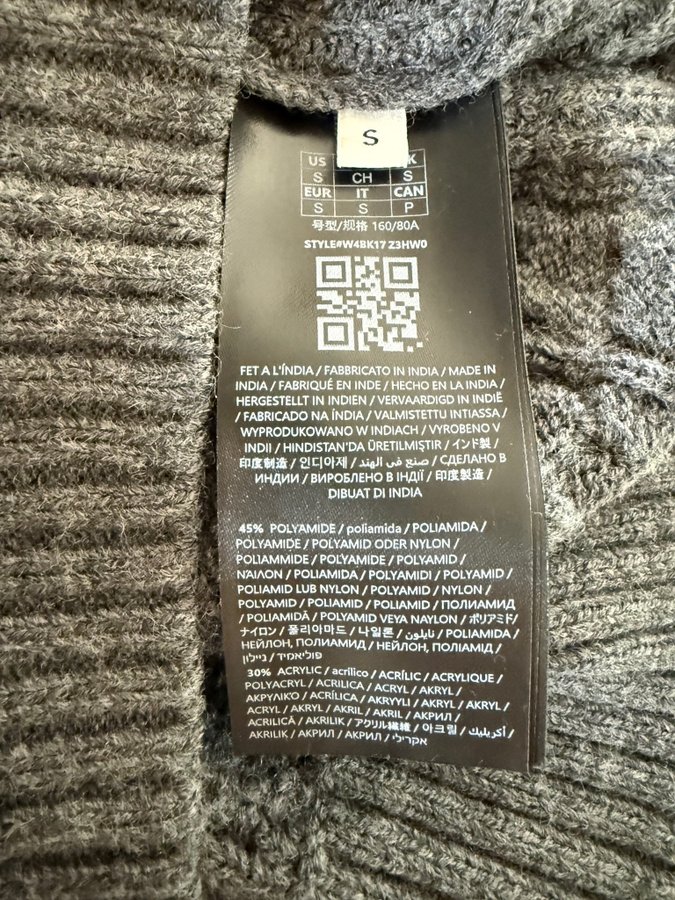 S
US K
S CH S
EUR IT CAN
S S P
号型/规格 160/80A
STYLE#W4BK17 Z3HW0
FET A L'ÍNDIA / FABBRICATO IN INDIA / MADE IN
INDIA / FABRIQUÉ EN INDE / HECHO EN LA INDIA /
HERGESTELLT IN INDIEN / VERVAARDIGD IN INDIË
/ FABRICADO NA ÍNDIA / VALMISTETTU INTIASSA /
WYPRODUKOWANO W INDIACH / VYROBENO V
INDII / HINDISTAN'DA ÜRETILMIŞTIR / インド製 /
印度制造 / 인디아제 / صنع في الهند / СДЕЛАНО В
ИНДИИ / ВИРОБЛЕНО В ІНДІЇ / 印度製造 /
DIBUAT DI INDIA
45% POLYAMIDE / poliamida / POLIAMIDA /
POLYAMIDE / POLYAMID ODER NYLON /
POLIAMMIDE / POLYAMIDE / POLYAMID /
ΝΆΙΛΟΝ / POLIAMIDA / POLYAMIDI / POLYAMID /
POLIAMID LUB NYLON / POLYAMID / NYLON /
POLYAMID / POLIAMID / POLIAMID / ПОЛИАМИД
/ POLIAMIDĂ / POLYAMID VEYA NAYLON / ポリアミド/
ナイロン / 폴리아마드 / 나일론 / نايلون / POLIAMIDA /
НЕЙЛОН, ПОЛИАМИД / НЕЙЛОН, ПОЛІАМІД /
פוליאמיד / ניילון
30% ACRYLIC / acrílico / ACRÍLIC / ACRYLIQUE /
POLYACRYL / ACRILICA / ACRYL / AKRYL /
ΑΚΡΥΛΙΚΟ / ACRÍLICA / AKRYYLI / AKRYL / AKRYL /
ACRYL / AKRYL / AKRIL / AKRIL / АКРИЛ /
ACRILICĂ / AKRILIK / アクリル繊維 / אכריל / أكريليك /
AKRILIK / АКРИЛ / АКРИЛ / אקרילי